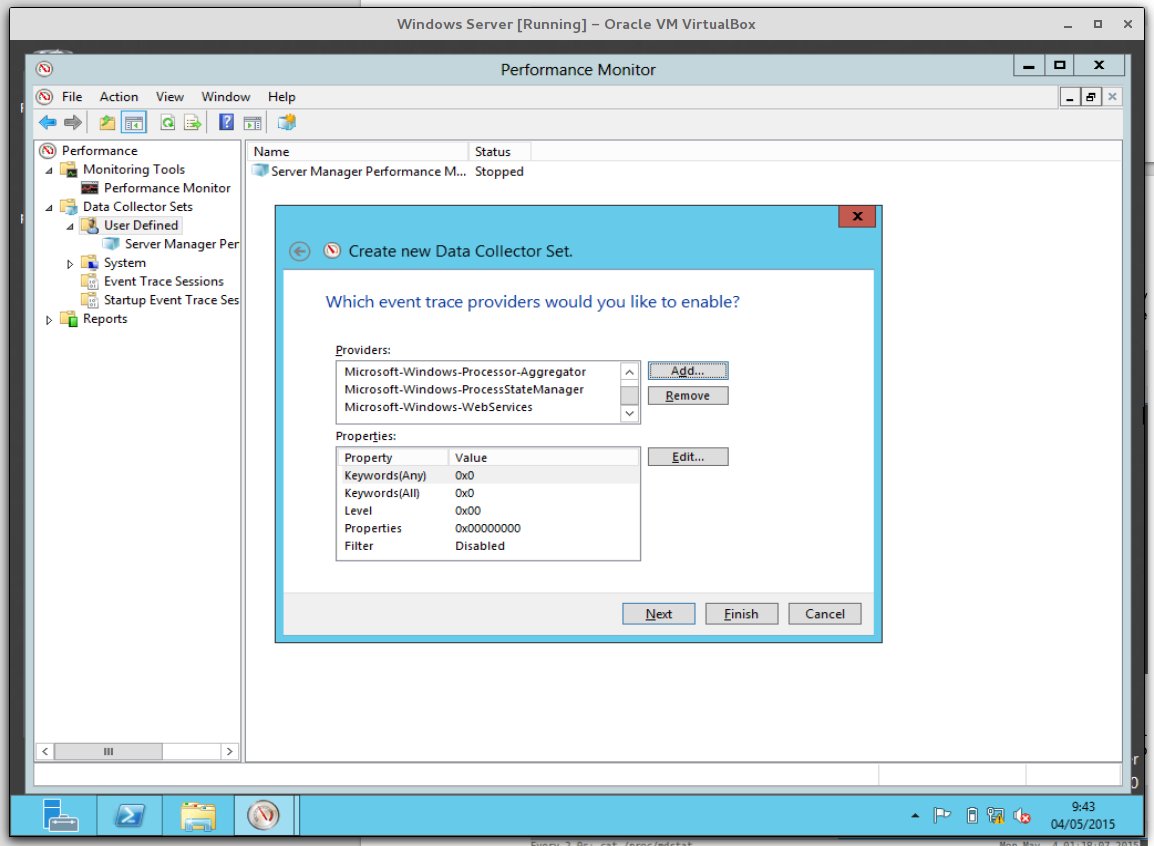 Windows Server [Running] – Oracle VM VirtualBox
Performance Monitor
File Action View Window Help
Performance
Monitoring Tools
Performance Monitor
Data Collector Sets
User Defined
Server Manager Per
System
Event Trace Sessions
Startup Event Trace Ses
Reports
Name Status
Server Manager Performance M... Stopped
Create new Data Collector Set.
Which event trace providers would you like to enable?
Providers:
Microsoft-Windows-Processor-Aggregator
Microsoft-Windows-ProcessStateManager
Microsoft-Windows-WebServices
Add...
Remove
Properties:
Property Value
Keywords(Any) 0x0
Keywords(All) 0x0
Level 0x00
Properties 0x00000000
Filter Disabled
Edit...
Next Finish Cancel
9:43
04/05/2015